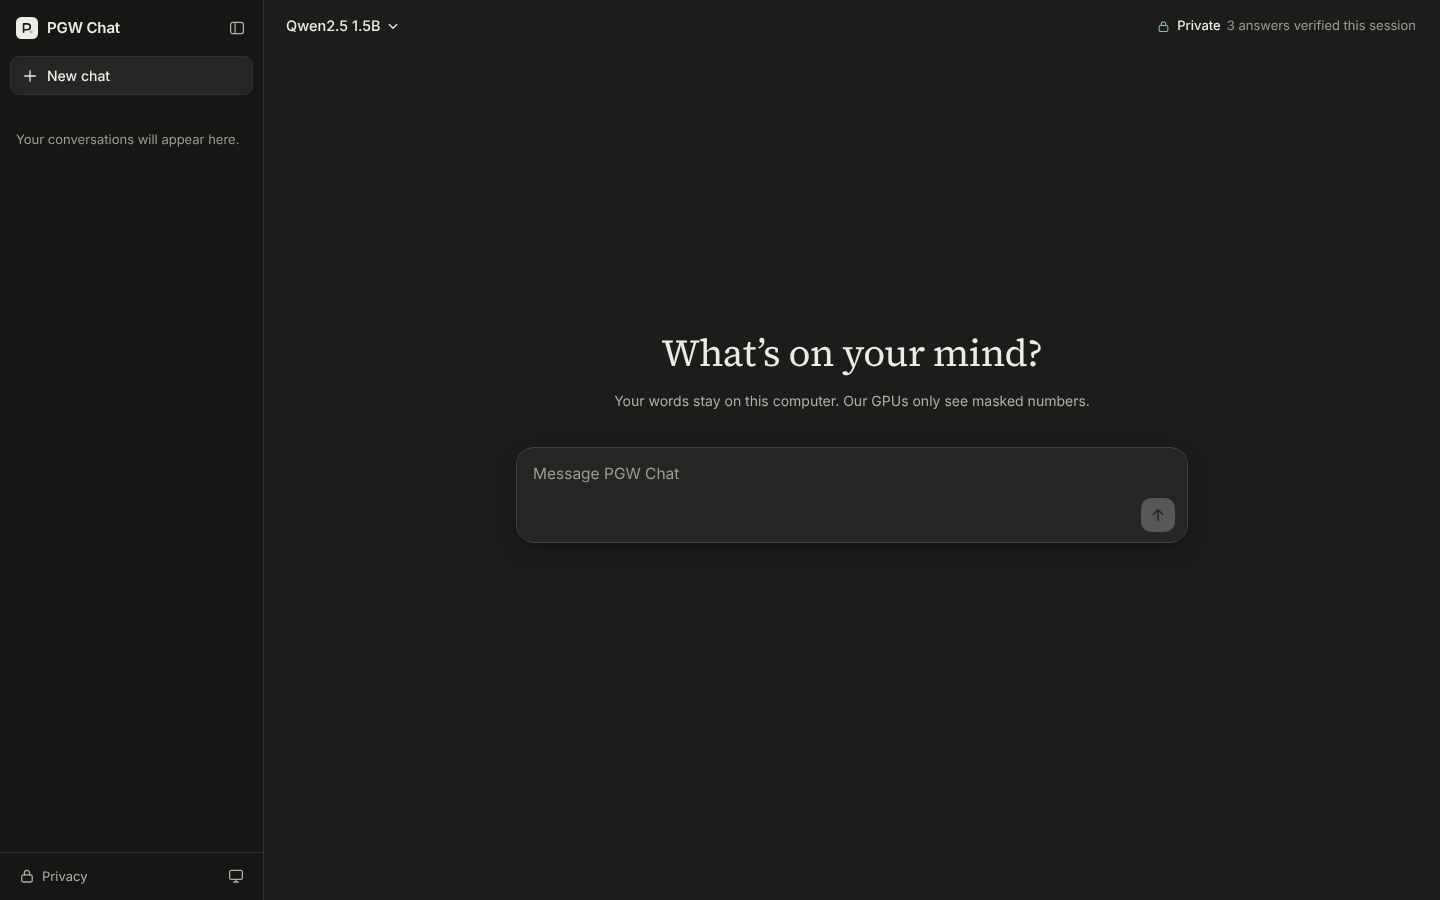 PGW Chat
New chat
Your conversations will appear here.
Privacy
Qwen2.5 1.5B
Private 3 answers verified this session
What’s on your mind?
Your words stay on this computer. Our GPUs only see masked numbers.
Message PGW Chat